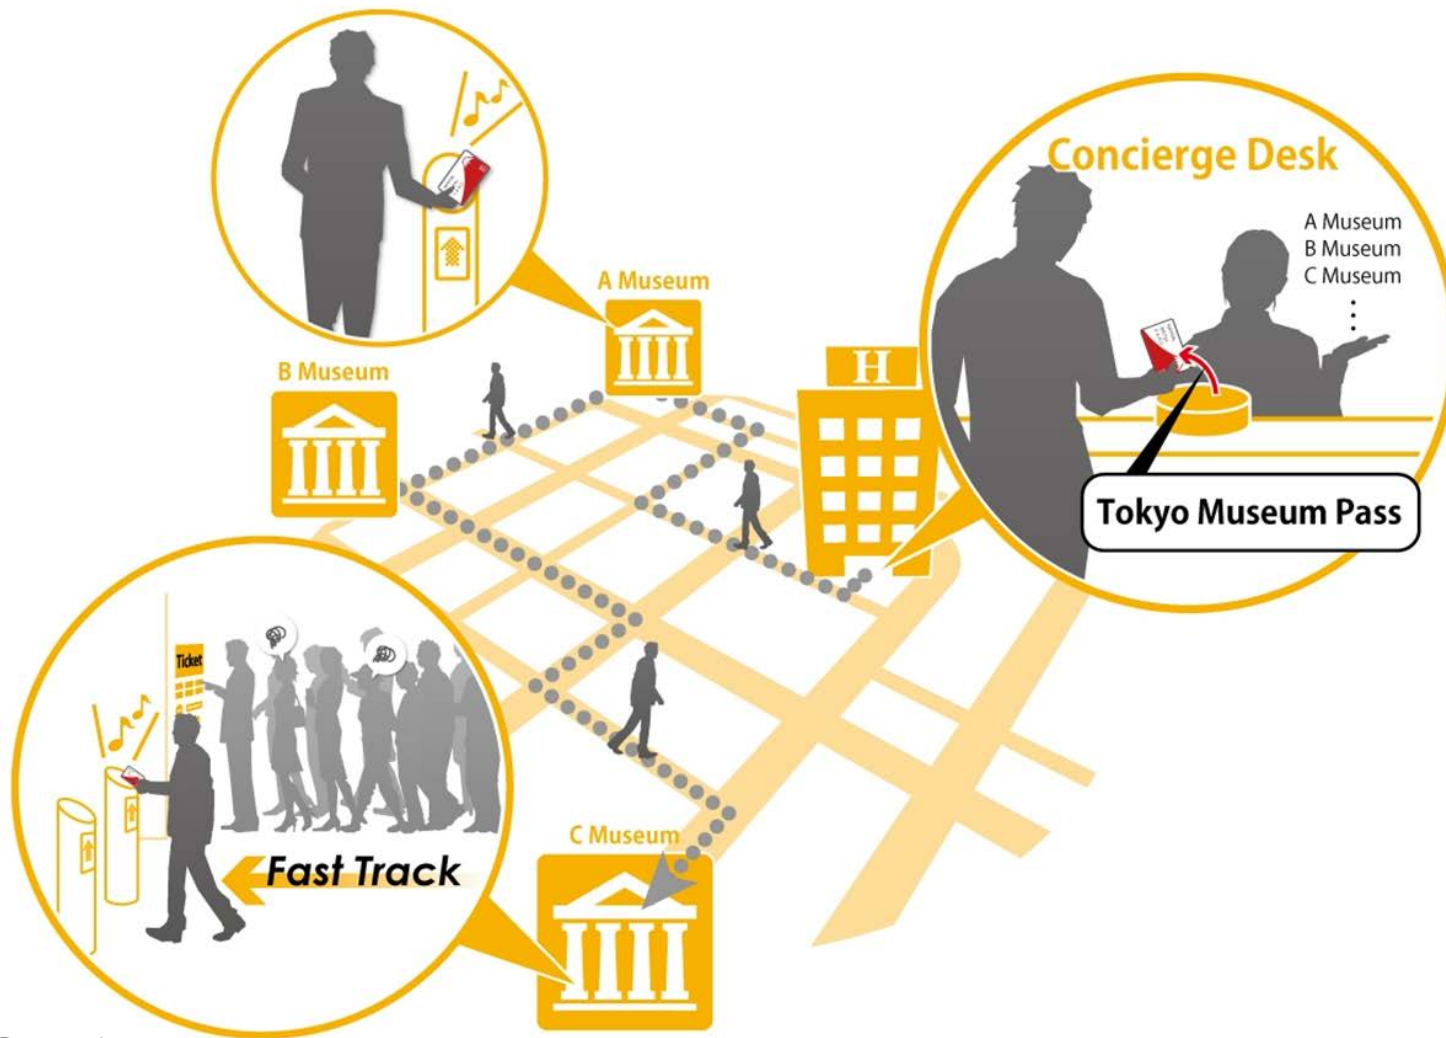 Concierge Desk
A Museum
B Museum
C Museum
A Museum
B Museum
H
Tokyo Museum Pass
Ticket
C Museum
Fast Track